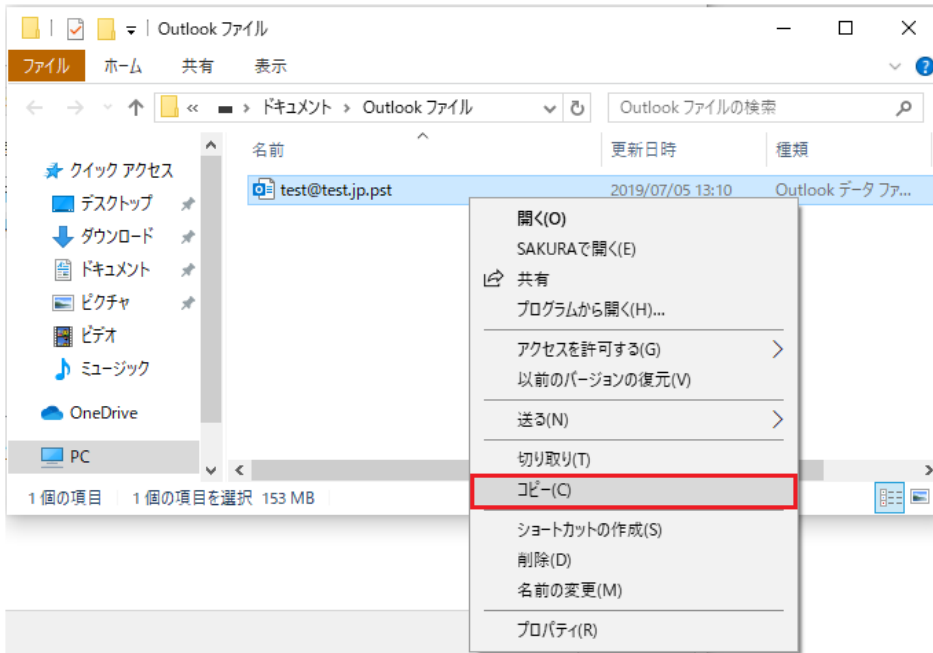 Outlook ファイル
ファイル ホーム 共有 表示
« ドキュメント › Outlook ファイル Outlook ファイルの検索
名前 更新日時 種類
クイック アクセス
デスクトップ
ダウンロード
ドキュメント
ピクチャ
ビデオ
ミュージック
OneDrive
PC
test@test.jp.pst 2019/07/05 13:10 Outlook データ ファ...
開く(O)
SAKURAで開く(E)
共有
プログラムから開く(H)...
アクセスを許可する(G)
以前のバージョンの復元(V)
送る(N)
切り取り(T)
コピー(C)
ショートカットの作成(S)
削除(D)
名前の変更(M)
プロパティ(R)
1 個の項目 1 個の項目を選択 153 MB